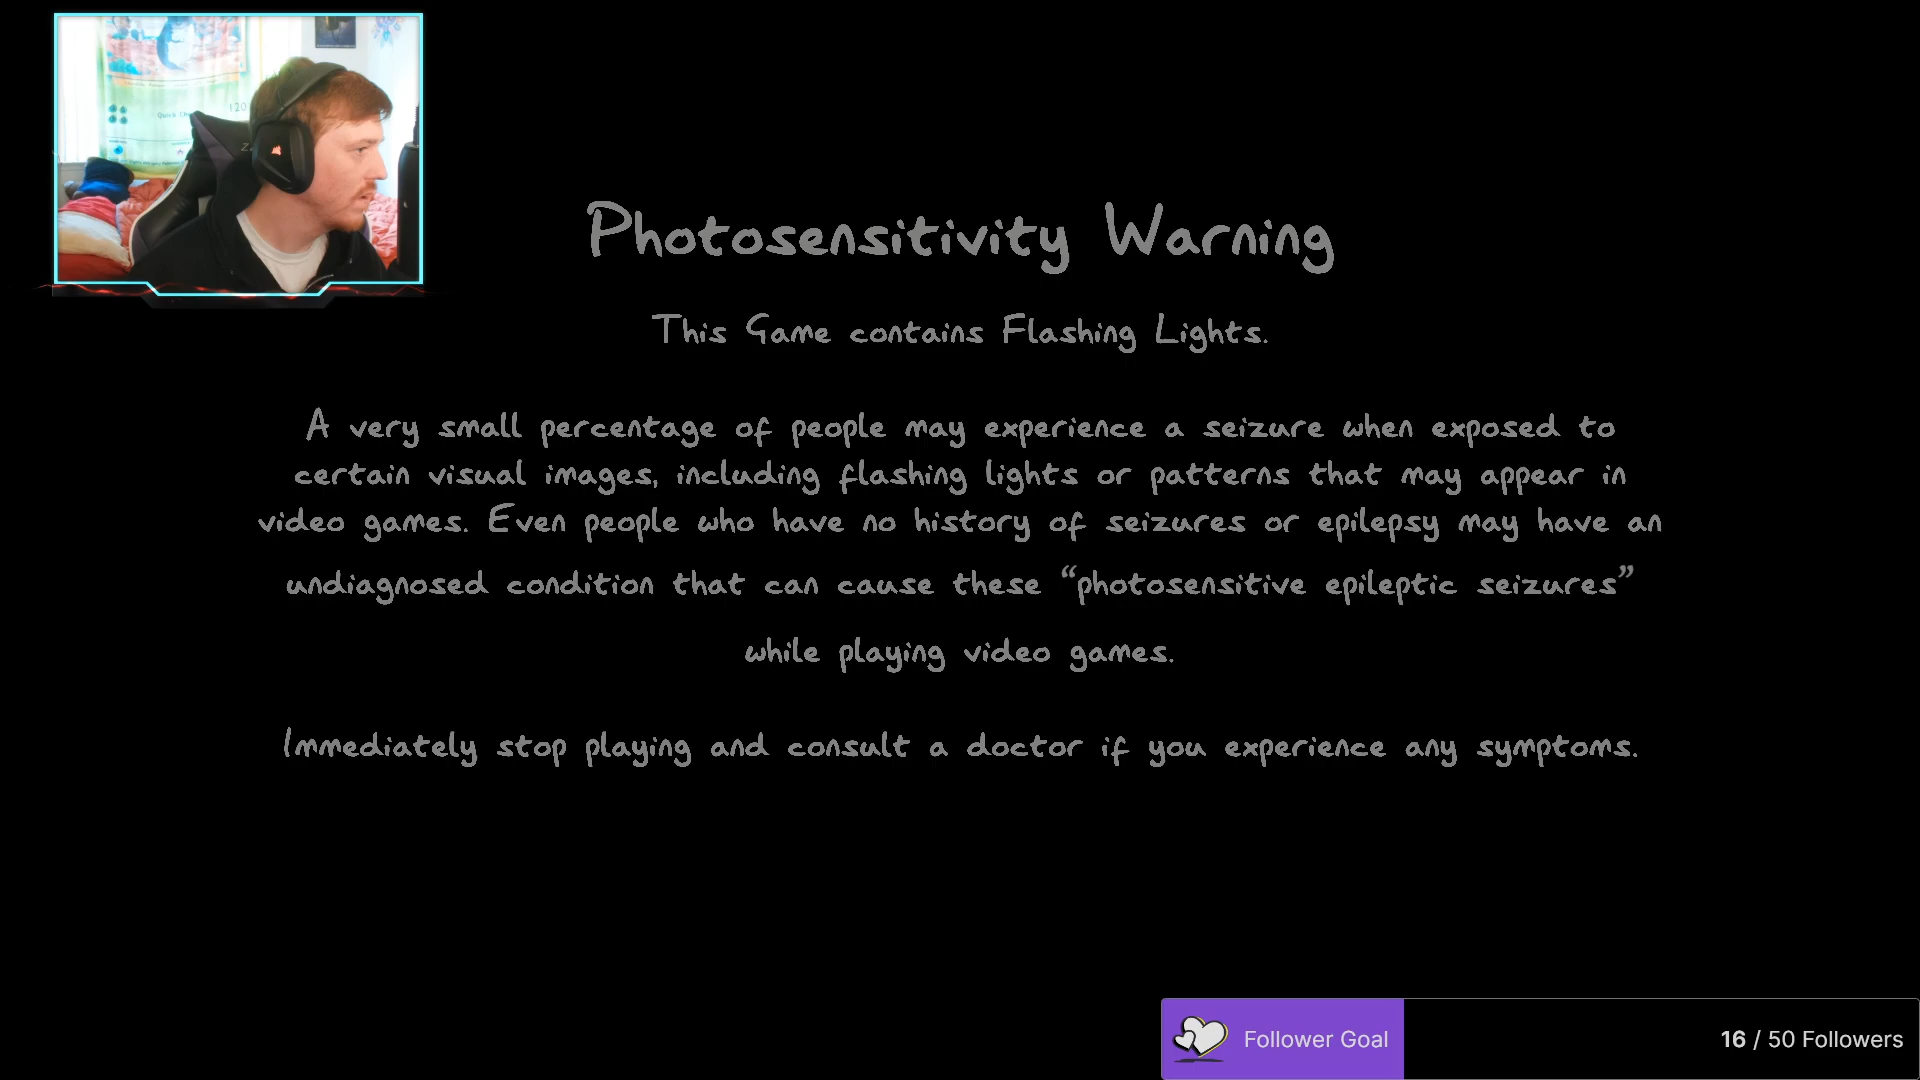 120
Photosensitivity Warning
This Game contains Flashing Lights.
A very small percentage of people may experience a seizure when exposed to
certain visual images, including flashing lights or patterns that may appear in
video games. Even people who have no history of seizures or epilepsy may have an
undiagnosed condition that can cause these “photosensitive epileptic seizures”
while playing video games.
Immediately stop playing and consult a doctor if you experience any symptoms.
Follower Goal
16 / 50 Followers